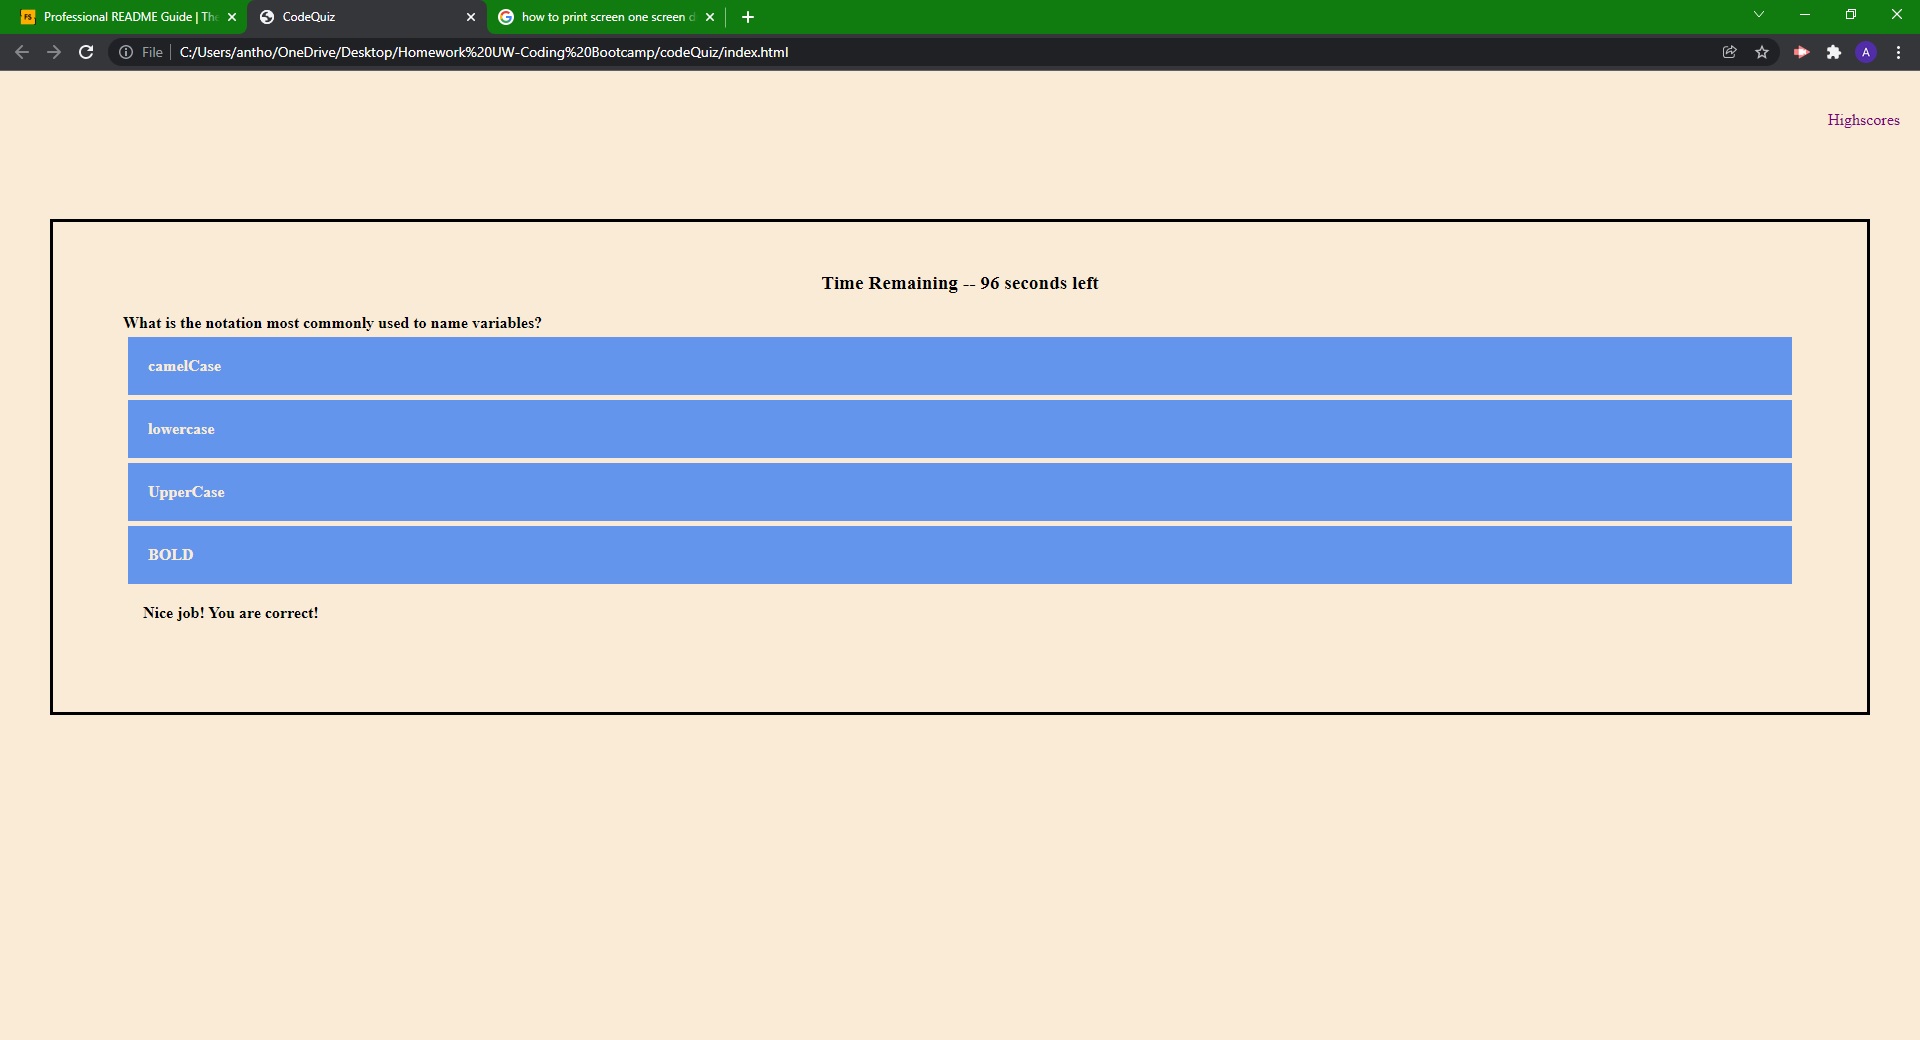 Professional README Guide | The
CodeQuiz
how to print screen one screen d
File
C:/Users/antho/OneDrive/Desktop/Homework%20UW-Coding%20Bootcamp/codeQuiz/index.html
A
Highscores
Time Remaining -- 96 seconds left
What is the notation most commonly used to name variables?
camelCase
lowercase
UpperCase
BOLD
Nice job! You are correct!